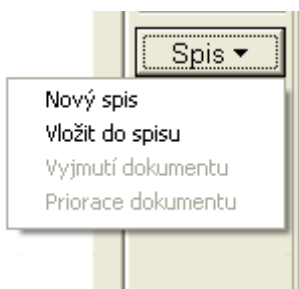 Spis
Nový spis
Vložit do spisu
Vyjmutí dokumentu
Priorace dokumentu